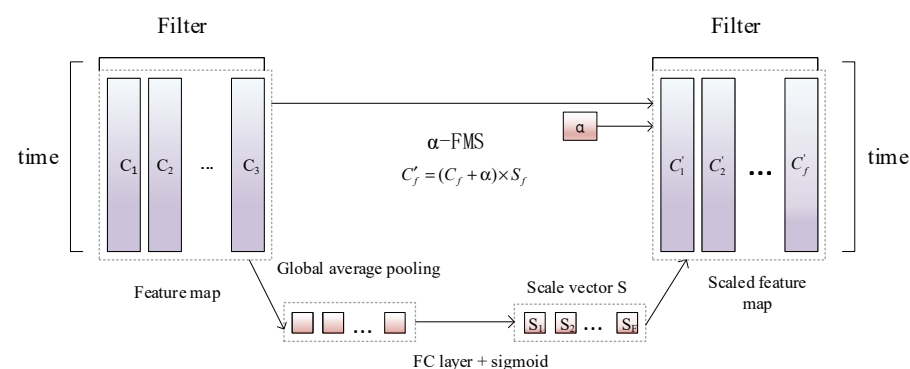 Filter
Filter
time
C₁ C₂ ... C₃
α
α-FMS
C′f = (Cf + α) × Sf
C′₁ C′₂ ... C′f
time
Global average pooling
Feature map
Scale vector S
Scaled feature
map
...
S₁ S₂ ... SF
FC layer + sigmoid